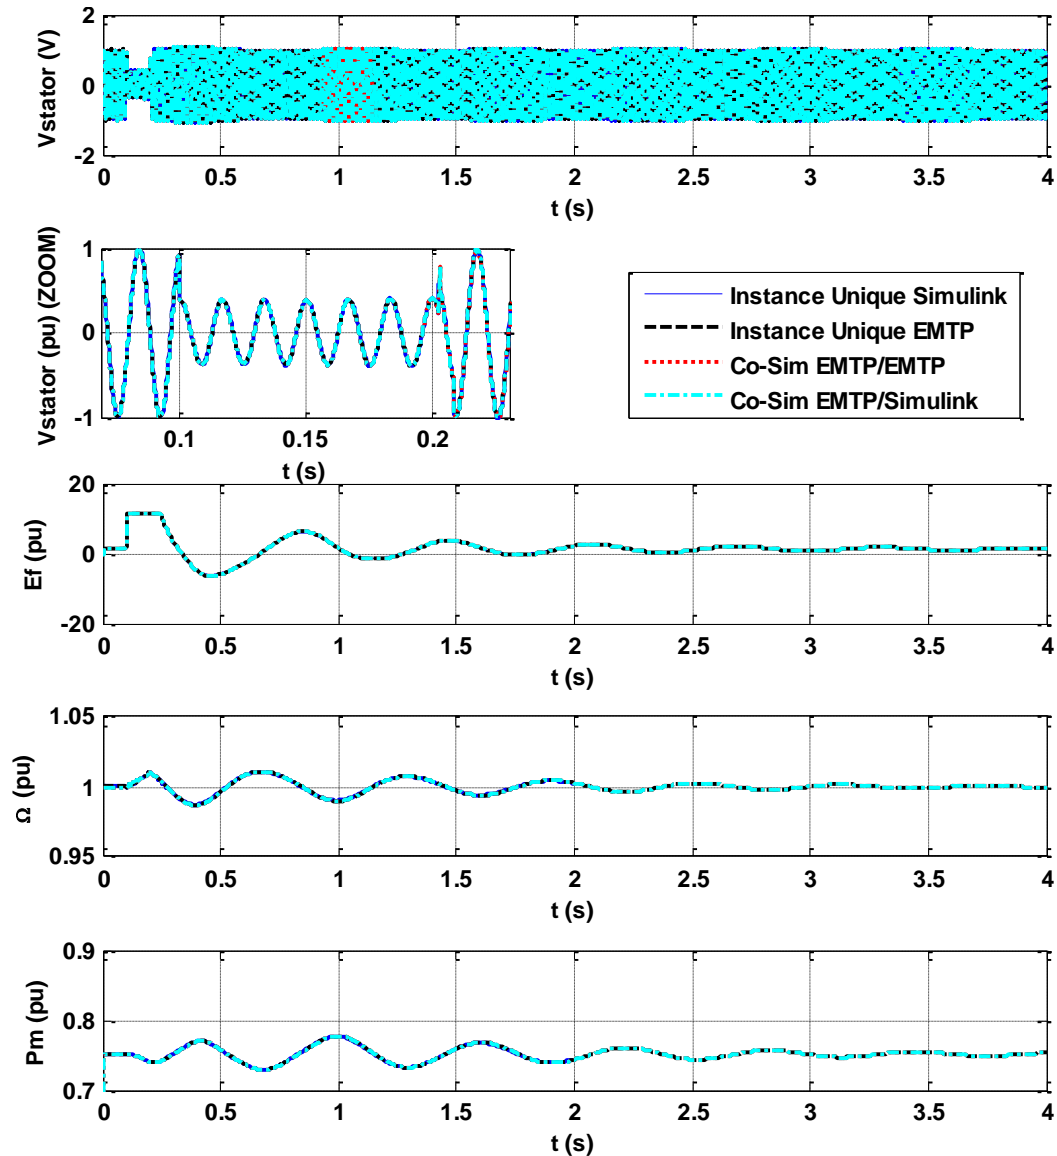 Vstator (V)
2
0
-2
0 0.5 1 1.5 2 2.5 3 3.5 4
t (s)
Vstator (pu) (ZOOM)
1
0
-1
0.1 0.15 0.2
t (s)
Instance Unique Simulink
Instance Unique EMTP
Co-Sim EMTP/EMTP
Co-Sim EMTP/Simulink
Ef (pu)
20
0
-20
0 0.5 1 1.5 2 2.5 3 3.5 4
t (s)
Ω (pu)
1.05
1
0.95
0 0.5 1 1.5 2 2.5 3 3.5 4
t (s)
Pm (pu)
0.9
0.8
0.7
0 0.5 1 1.5 2 2.5 3 3.5 4
t (s)